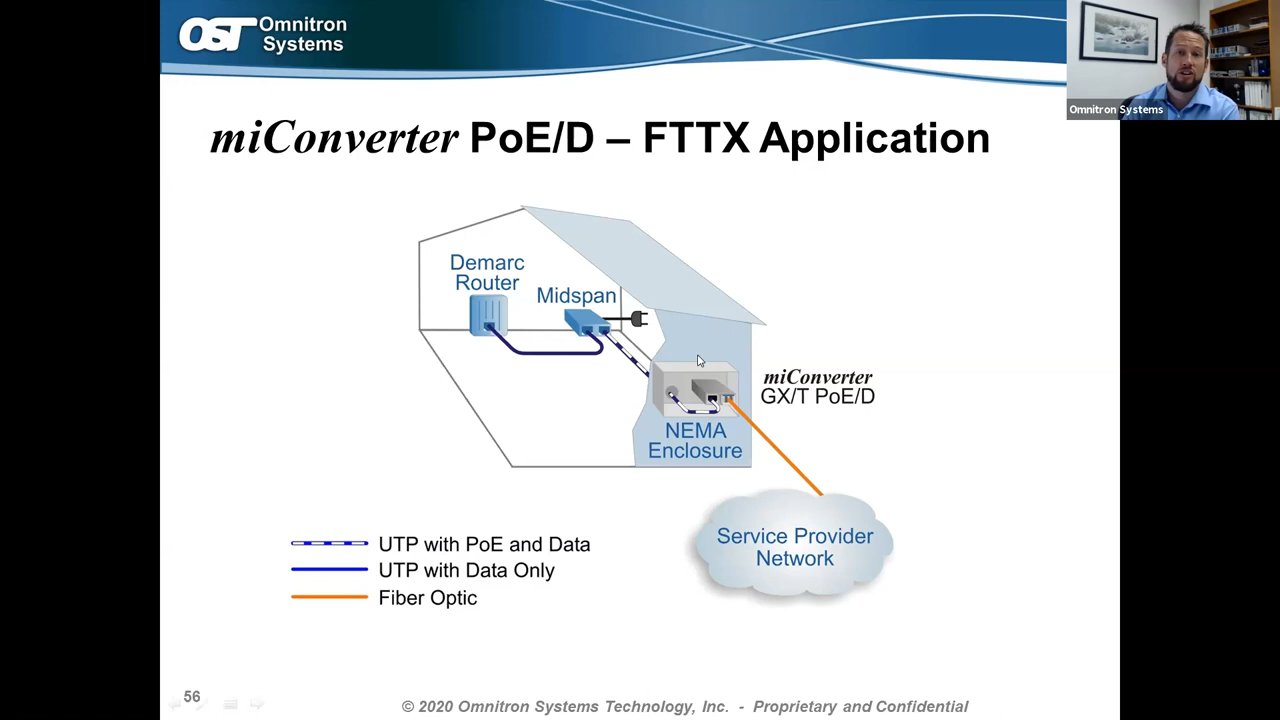 OST Omnitron
Systems
Omnitron Systems
miConverter PoE/D – FTTX Application
Demarc
Router
Midspan
miConverter
GX/T PoE/D
NEMA
Enclosure
Service Provider
Network
UTP with PoE and Data
UTP with Data Only
Fiber Optic
56
© 2020 Omnitron Systems Technology, Inc. - Proprietary and Confidential